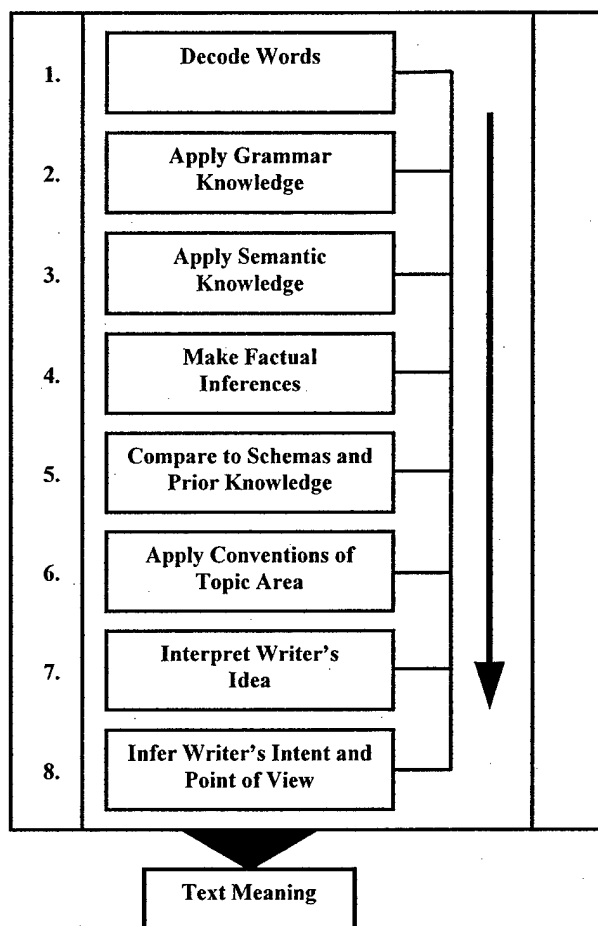 1.
Decode Words
2.
Apply Grammar
Knowledge
3.
Apply Semantic
Knowledge
4.
Make Factual
Inferences
5.
Compare to Schemas and
Prior Knowledge
6.
Apply Conventions of
Topic Area
7.
Interpret Writer's
Idea
8.
Infer Writer's Intent and
Point of View
Text Meaning